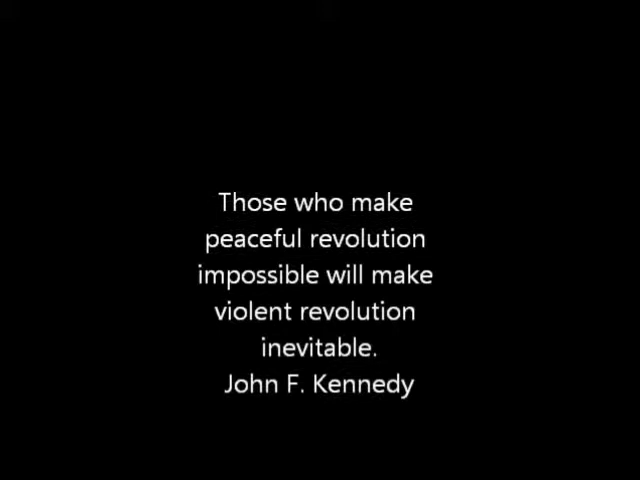 Those who make
peaceful revolution
impossible will make
violent revolution
inevitable.
John F. Kennedy